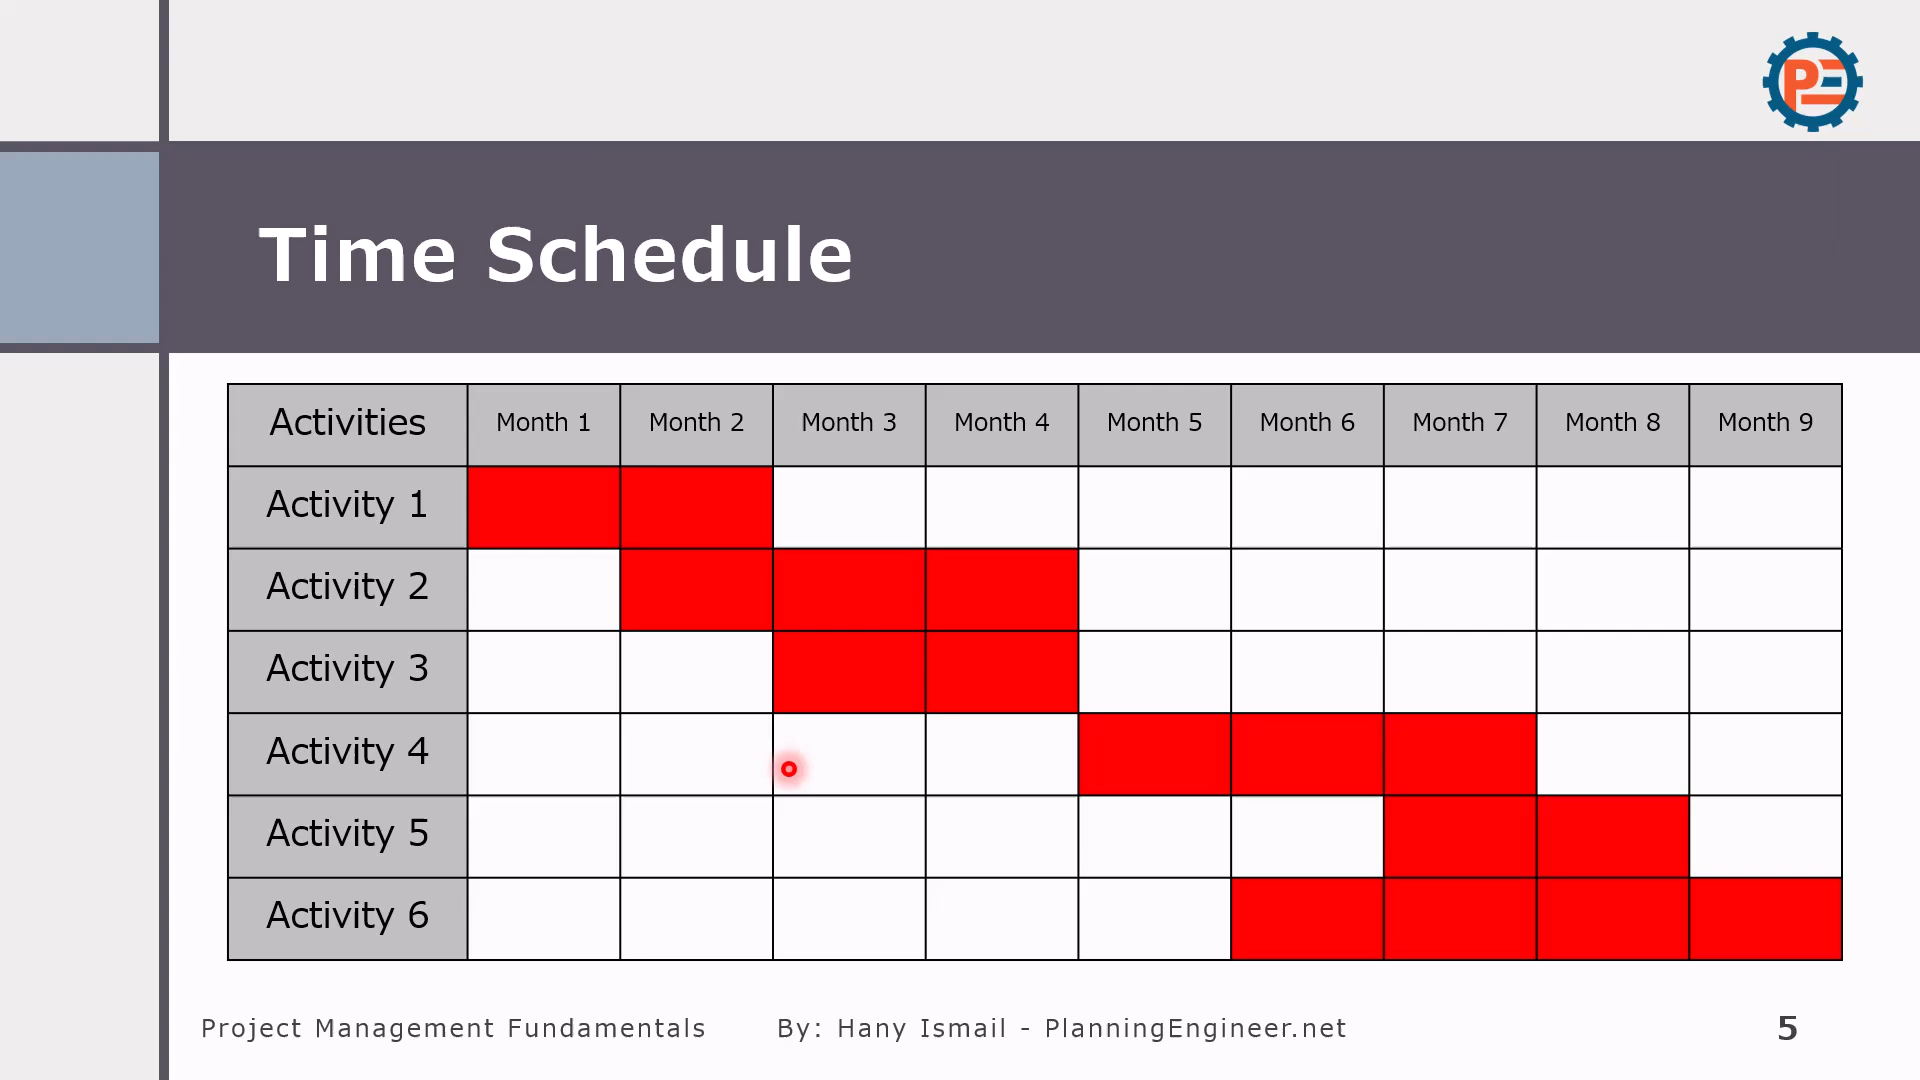 PE
Time Schedule
Activities Month 1 Month 2 Month 3 Month 4 Month 5 Month 6 Month 7 Month 8 Month 9
Activity 1
Activity 2
Activity 3
Activity 4
Activity 5
Activity 6
Project Management Fundamentals By: Hany Ismail - PlanningEngineer.net 5